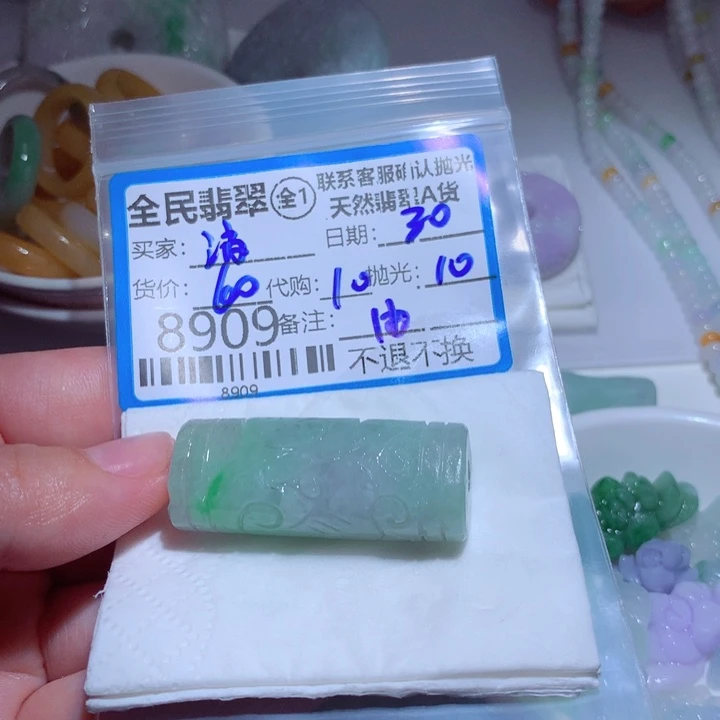 全民翡翠 全1 联系客服确认抛光
天然翡翠A货
买家: 日期: 30
货价: 60 代购: 10 抛光: 10
8909 备注: 由
不退不换
8909